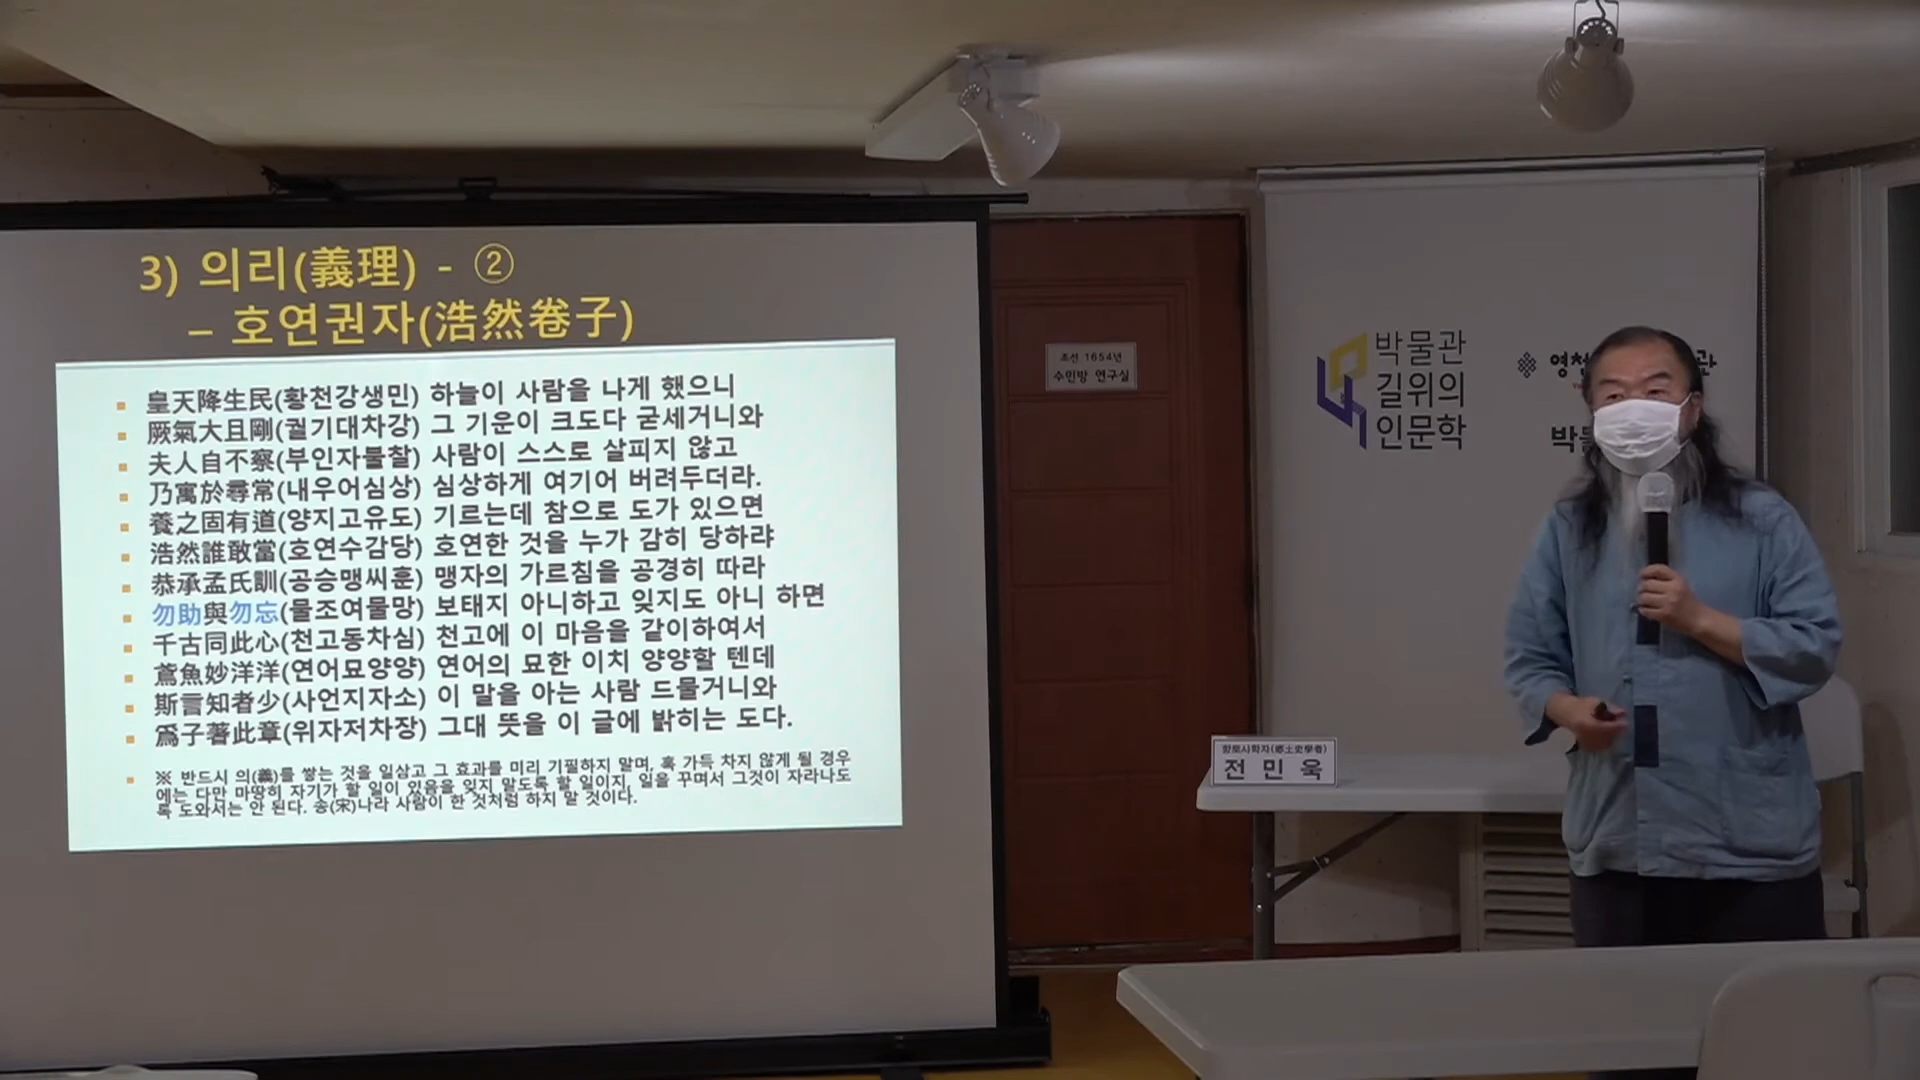 3) 의리(義理) - ②
– 호연권자(浩然卷子)
皇天降生民(황천강생민) 하늘이 사람을 나게 했으니
厥氣大且剛(궐기대차강) 그 기운이 크도다 굳세거니와
夫人自不察(부인자불찰) 사람이 스스로 살피지 않고
乃寓於尋常(내우어심상) 심상하게 여기어 버려두더라.
養之固有道(양지고유도) 기르는데 참으로 도가 있으면
浩然誰敢當(호연수감당) 호연한 것을 누가 감히 당하랴
恭承孟氏訓(공승맹씨훈) 맹자의 가르침을 공경히 따라
勿助與勿忘(물조여물망) 보태지 아니하고 잊지도 아니 하면
千古同此心(천고동차심) 천고에 이 마음을 같이하여서
鳶魚妙洋洋(연어묘양양) 연어의 묘한 이치 양양할 텐데
斯言知者少(사언지자소) 이 말을 아는 사람 드물거니와
爲子著此章(위자저차장) 그대 뜻을 이 글에 밝히는 도다.
※ 반드시 의(義)를 쌓는 것을 일삼고 그 효과를 미리 기필하지 말며, 혹 가득 차지 않게 될 경우
에는 다만 마땅히 자기가 할 일이 있음을 잊지 말도록 할 일이지, 일을 꾸며서 그것이 자라나도
록 도와서는 안 된다. 송(宋)나라 사람이 한 것처럼 하지 말 것이다.
조선 1654년
수민방 연구실
박물관
길위의
인문학
영천
관
박물
향토사학자(鄕土史學者)
전 민 욱